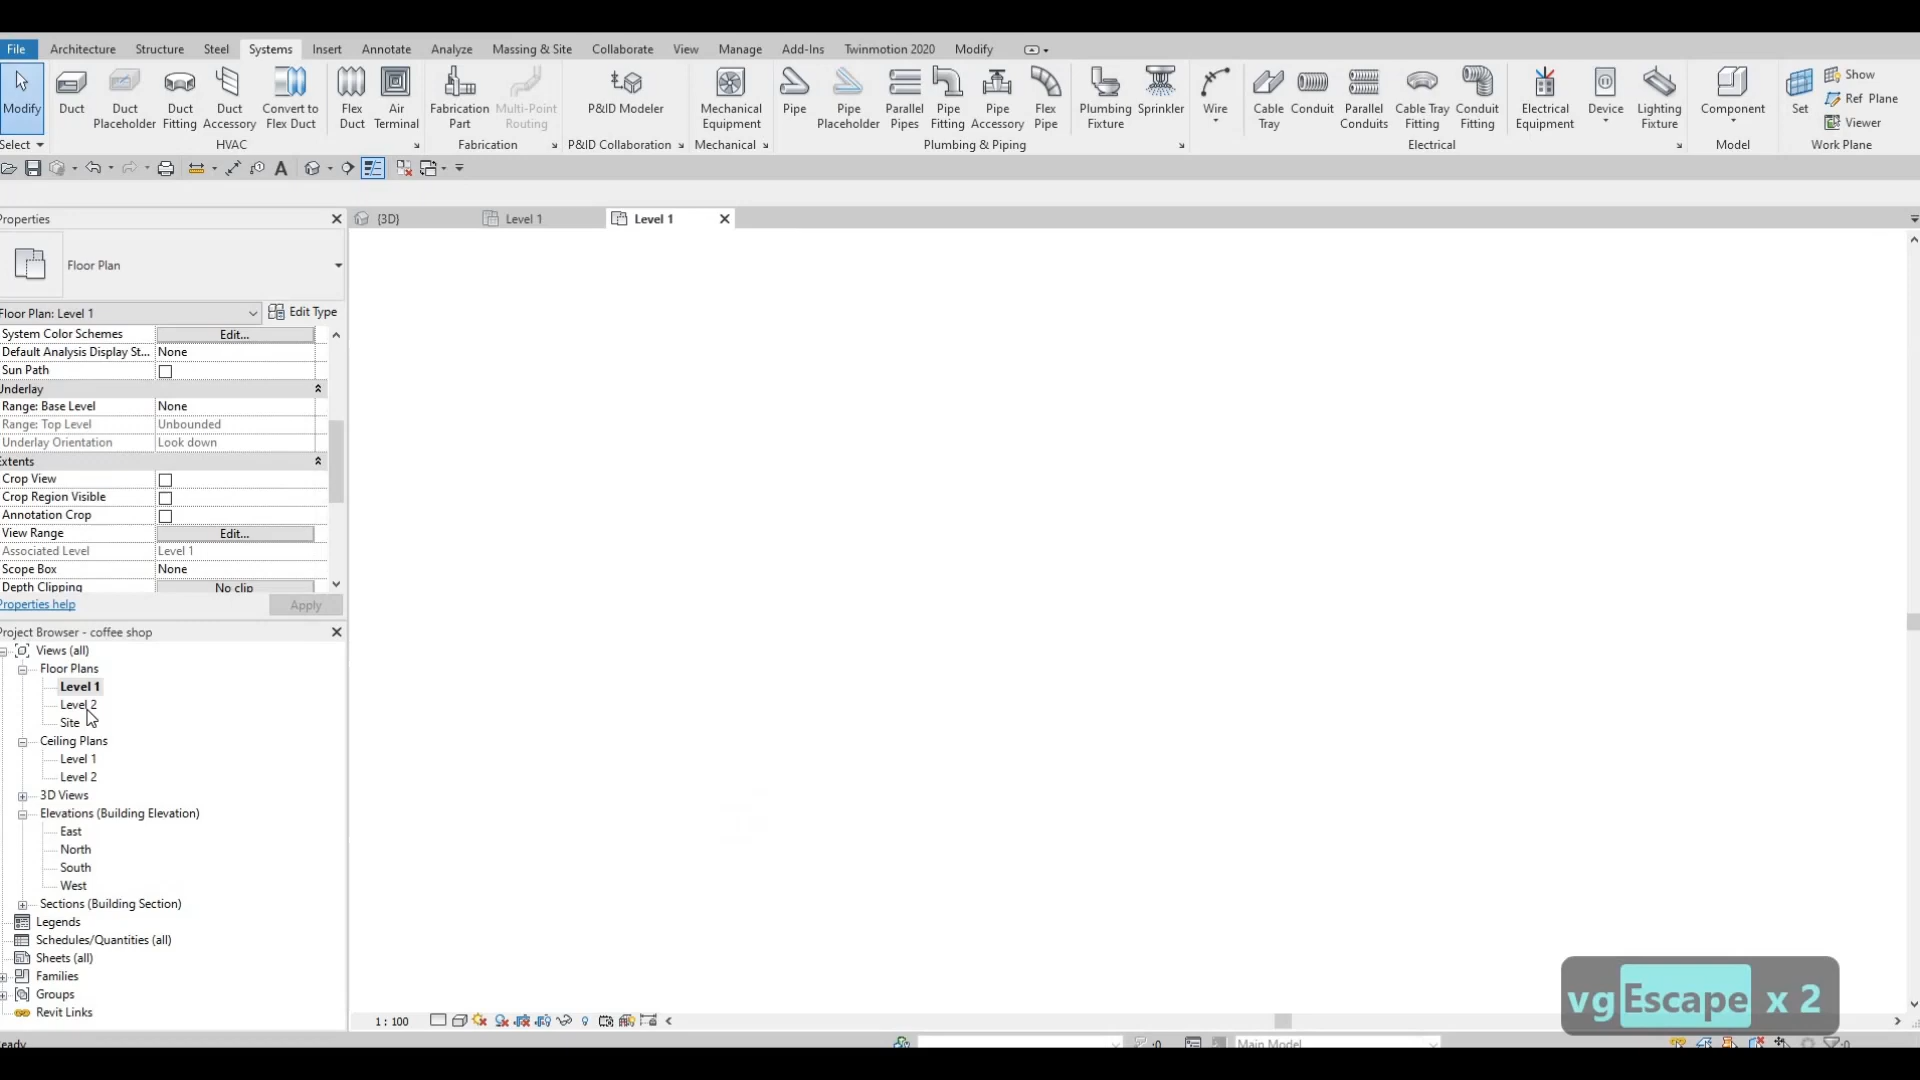 File Architecture Structure Steel Systems Insert Annotate Analyze Massing & Site Collaborate View Manage Add-Ins Twinmotion 2020 Modify
Modify
Duct
Duct Placeholder
Duct Fitting
Duct Accessory
Convert to Flex Duct
Flex Duct
Air Terminal
Fabrication Part
Multi-Point Routing
P&ID Modeler
Mechanical Equipment
Pipe
Pipe Placeholder
Parallel Pipes
Pipe Fitting
Pipe Accessory
Flex Pipe
Plumbing Fixture
Sprinkler
Wire
Cable Tray
Conduit
Parallel Conduits
Cable Tray Fitting
Conduit Fitting
Electrical Equipment
Device
Lighting Fixture
Component
Set
Show
Ref Plane
Viewer
Select HVAC Fabrication P&ID Collaboration Mechanical Plumbing & Piping Electrical Model Work Plane
Properties
{3D} Level 1 Level 1
Floor Plan
Floor Plan: Level 1 Edit Type
System Color Schemes Edit...
Default Analysis Display St... None
Sun Path
Underlay
Range: Base Level None
Range: Top Level Unbounded
Underlay Orientation Look down
Extents
Crop View
Crop Region Visible
Annotation Crop
View Range Edit...
Associated Level Level 1
Scope Box None
Depth Clipping No clip
Properties help Apply
Project Browser - coffee shop
Views (all)
Floor Plans
Level 1
Level 2
Site
Ceiling Plans
Level 1
Level 2
3D Views
Elevations (Building Elevation)
East
North
South
West
Sections (Building Section)
Legends
Schedules/Quantities (all)
Sheets (all)
Families
Groups
Revit Links
1 : 100
vg Escape x 2
eady :0 Main Model :0